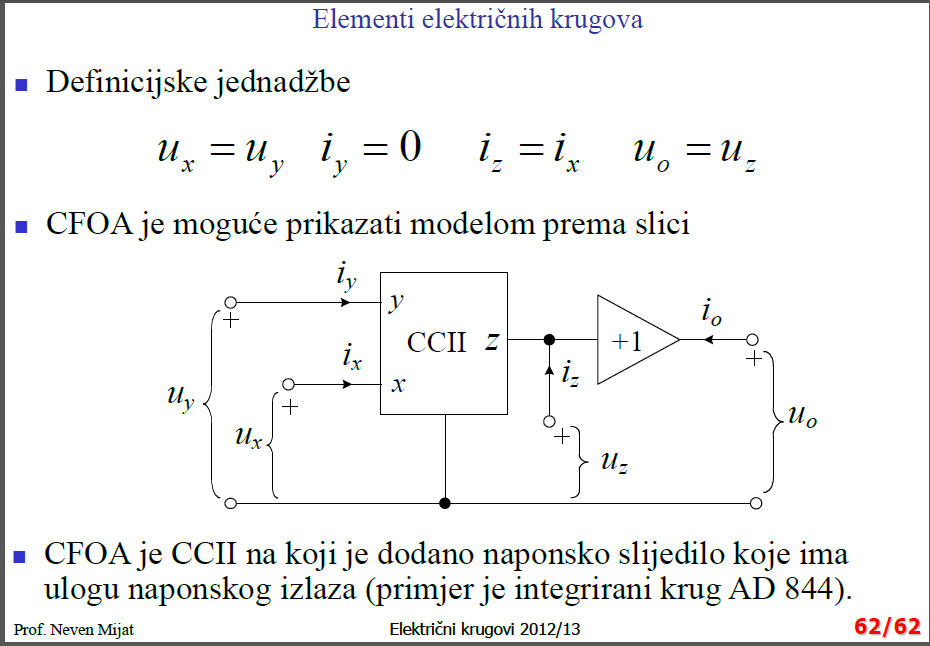 Elementi električnih krugova
Definicijske jednadžbe
u_x = u_y i_y = 0 i_z = i_x u_o = u_z
CFOA je moguće prikazati modelom prema slici
i_y
+
y
i_x
+
x
CCII z
+1
i_o
+
i_z
+
u_y
u_x
u_z
u_o
CFOA je CCII na koji je dodano naponsko slijedilo koje ima
ulogu naponskog izlaza (primjer je integrirani krug AD 844).
Prof. Neven Mijat
Električni krugovi 2012/13
62/62